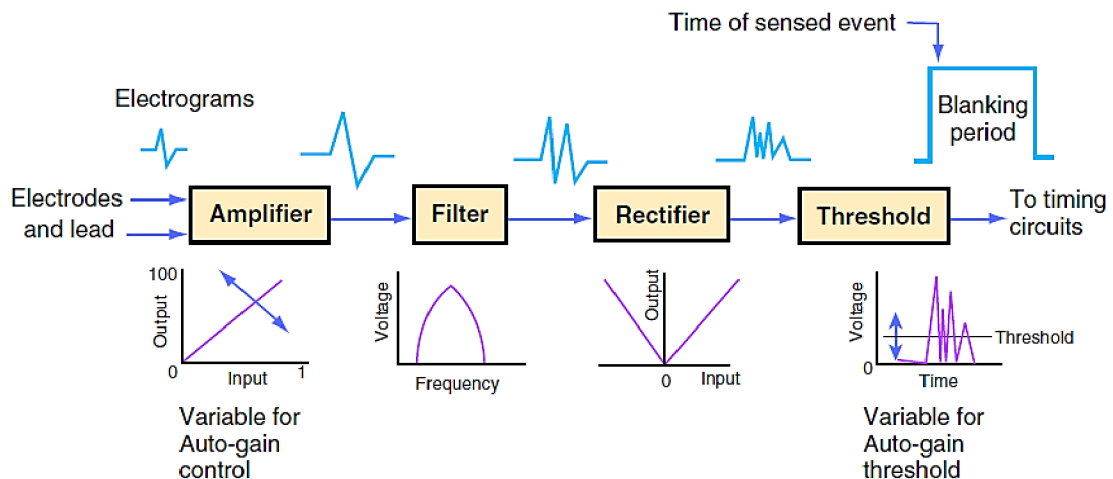 Time of sensed event
Electrograms
Blanking
period
Electrodes
and lead
Amplifier
Filter
Rectifier
Threshold
To timing
circuits
100
Output
0
Input
1
Voltage
Frequency
Output
0
Input
Voltage
Threshold
0
Time
Variable for
Auto-gain
control
Variable for
Auto-gain
threshold